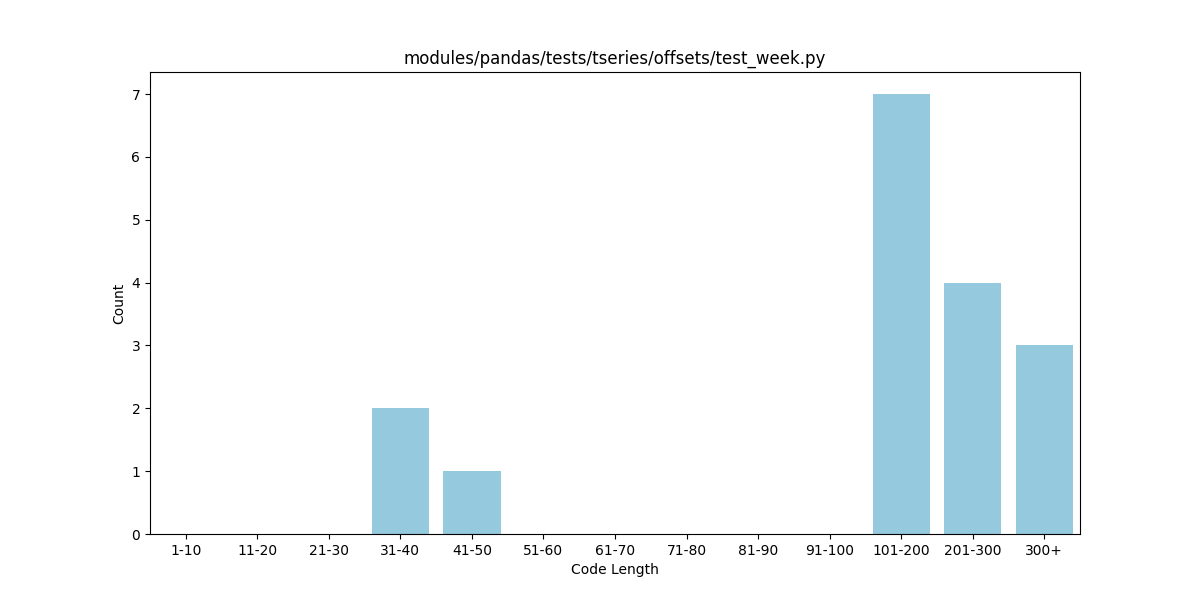 modules/pandas/tests/tseries/offsets/test_week.py
Count
7
6
5
4
3
2
1
0
1-10 11-20 21-30 31-40 41-50 51-60 61-70 71-80 81-90 91-100 101-200 201-300 300+
Code Length